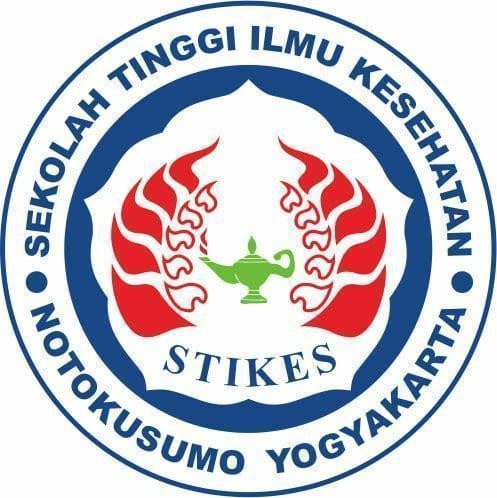 SEKOLAH TINGGI ILMU KESEHATAN
STIKES
NOTOKUSUMO YOGYAKARTA